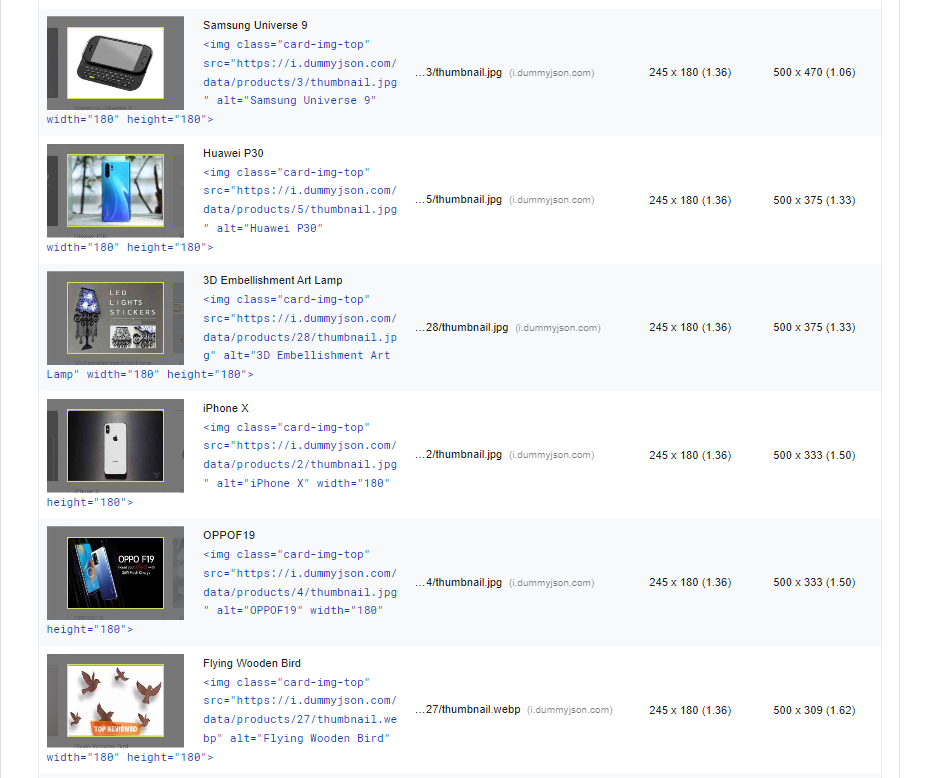 Samsung Universe 9
<img class="card-img-top"
src="https://i.dummyjson.com/
data/products/3/thumbnail.jpg
" alt="Samsung Universe 9"
width="180" height="180">
…3/thumbnail.jpg (i.dummyjson.com)
245 x 180 (1.36)
500 x 470 (1.06)
Huawei P30
<img class="card-img-top"
src="https://i.dummyjson.com/
data/products/5/thumbnail.jpg
" alt="Huawei P30"
width="180" height="180">
…5/thumbnail.jpg (i.dummyjson.com)
245 x 180 (1.36)
500 x 375 (1.33)
LED
LIGHTS
STICKERS
3D Embellishment Art Lamp
<img class="card-img-top"
src="https://i.dummyjson.com/
data/products/28/thumbnail.jp
g" alt="3D Embellishment Art
Lamp" width="180" height="180">
…28/thumbnail.jpg (i.dummyjson.com)
245 x 180 (1.36)
500 x 375 (1.33)
iPhone X
<img class="card-img-top"
src="https://i.dummyjson.com/
data/products/2/thumbnail.jpg
" alt="iPhone X" width="180"
height="180">
…2/thumbnail.jpg (i.dummyjson.com)
245 x 180 (1.36)
500 x 333 (1.50)
OPPO F19
OPPOF19
<img class="card-img-top"
src="https://i.dummyjson.com/
data/products/4/thumbnail.jpg
" alt="OPPOF19" width="180"
height="180">
…4/thumbnail.jpg (i.dummyjson.com)
245 x 180 (1.36)
500 x 333 (1.50)
TOP REVIEWED
Flying Wooden Bird
<img class="card-img-top"
src="https://i.dummyjson.com/
data/products/27/thumbnail.we
bp" alt="Flying Wooden Bird"
width="180" height="180">
…27/thumbnail.webp (i.dummyjson.com)
245 x 180 (1.36)
500 x 309 (1.62)